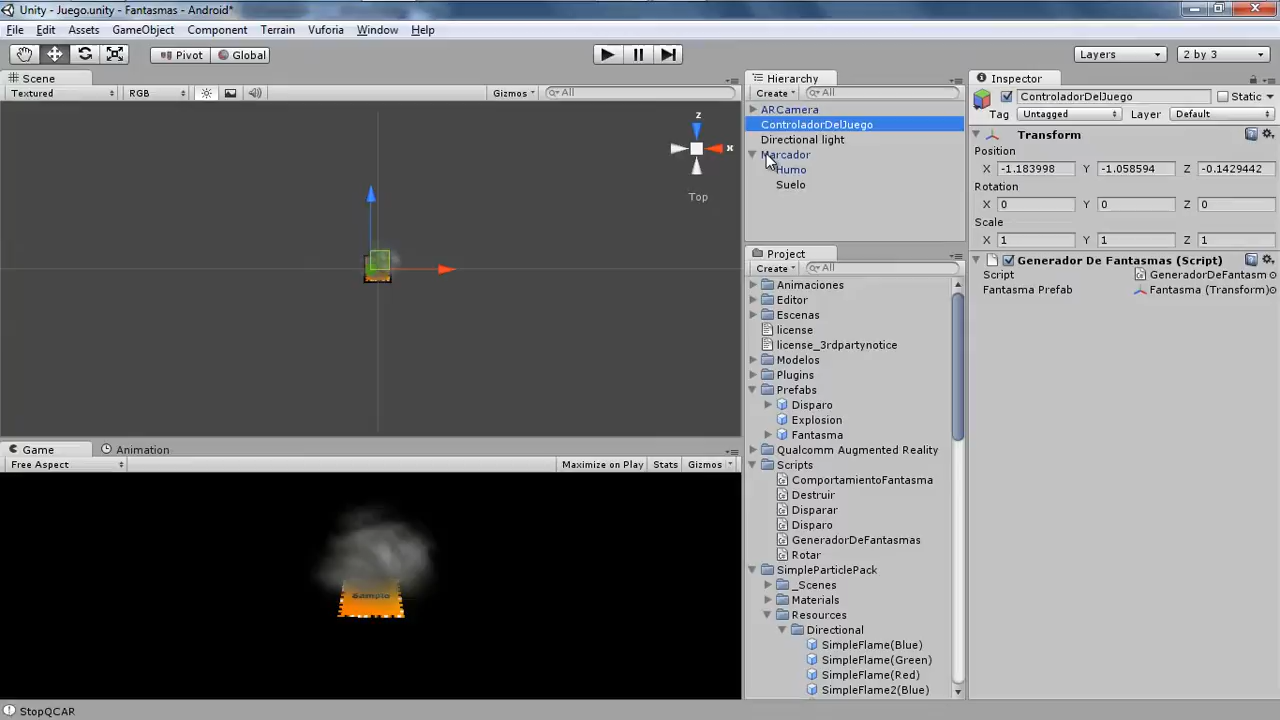 Unity - Juego.unity - Fantasmas - Android*
File Edit Assets GameObject Component Terrain Vuforia Window Help
Pivot Global Layers 2 by 3
Scene
Textured RGB Gizmos All
z
x
Top
Hierarchy
Create All
ARCamera
ControladorDelJuego
Directional light
Marcador
Humo
Suelo
Project
Create All
Animaciones
Editor
Escenas
license
license_3rdpartynotice
Modelos
Plugins
Prefabs
Disparo
Explosion
Fantasma
Qualcomm Augmented Reality
Scripts
ComportamientoFantasma
Destruir
Disparar
Disparo
GeneradorDeFantasmas
Rotar
SimpleParticlePack
_Scenes
Materials
Resources
Directional
SimpleFlame(Blue)
SimpleFlame(Green)
SimpleFlame(Red)
SimpleFlame2(Blue)
Inspector
ControladorDelJuego Static
Tag Untagged Layer Default
Transform
Position
X -1.183998 Y -1.058594 Z -0.1429442
Rotation
X 0 Y 0 Z 0
Scale
X 1 Y 1 Z 1
Generador De Fantasmas (Script)
Script GeneradorDeFantasm
Fantasma Prefab Fantasma (Transform)
Game Animation
Free Aspect Maximize on Play Stats Gizmos
Sample
StopQCAR